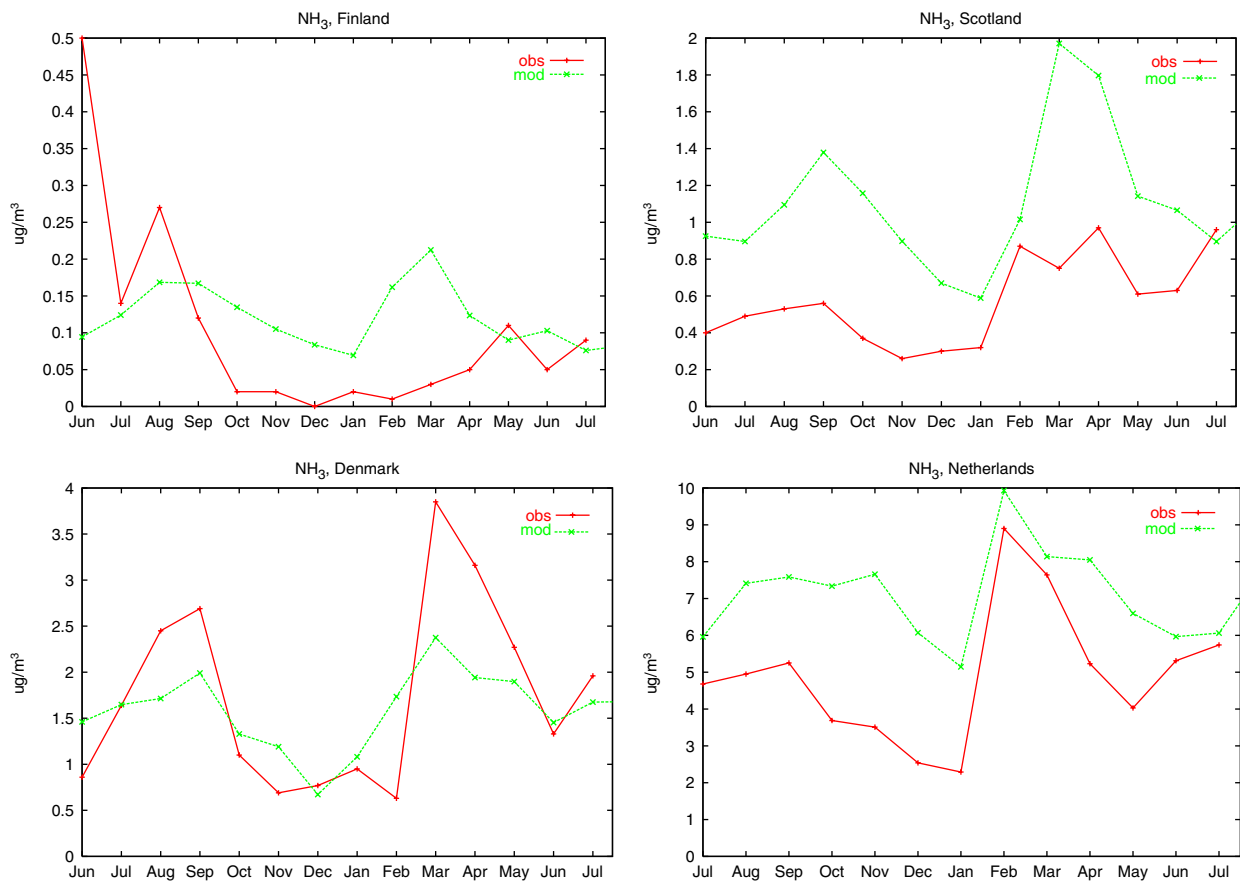 NH3, Finland
obs
mod
ug/m³
0.5
0.45
0.4
0.35
0.3
0.25
0.2
0.15
0.1
0.05
0
Jun Jul Aug Sep Oct Nov Dec Jan Feb Mar Apr May Jun Jul
NH3, Scotland
obs
mod
ug/m³
2
1.8
1.6
1.4
1.2
1
0.8
0.6
0.4
0.2
0
Jun Jul Aug Sep Oct Nov Dec Jan Feb Mar Apr May Jun Jul
NH3, Denmark
obs
mod
ug/m³
4
3.5
3
2.5
2
1.5
1
0.5
0
Jun Jul Aug Sep Oct Nov Dec Jan Feb Mar Apr May Jun Jul
NH3, Netherlands
obs
mod
ug/m³
10
9
8
7
6
5
4
3
2
1
0
Jul Aug Sep Oct Nov Dec Jan Feb Mar Apr May Jun Jul